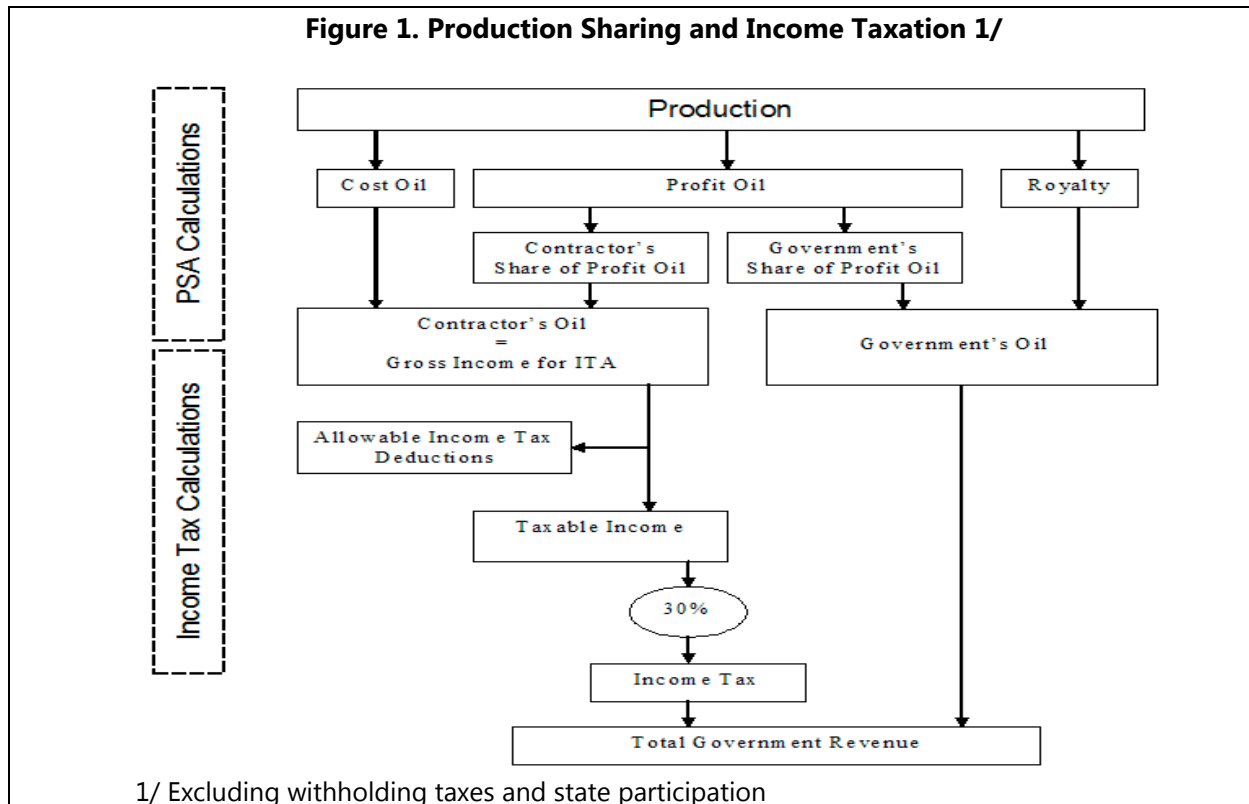 Figure 1. Production Sharing and Income Taxation 1/
PSA Calculations
Production
Cost Oil
Profit Oil
Royalty
Contractor's
Share of Profit Oil
Government's
Share of Profit Oil
Contractor's Oil
=
Gross Income for ITA
Government's Oil
Income Tax Calculations
Allowable Income Tax
Deductions
Taxable Income
30%
Income Tax
Total Government Revenue
1/ Excluding withholding taxes and state participation